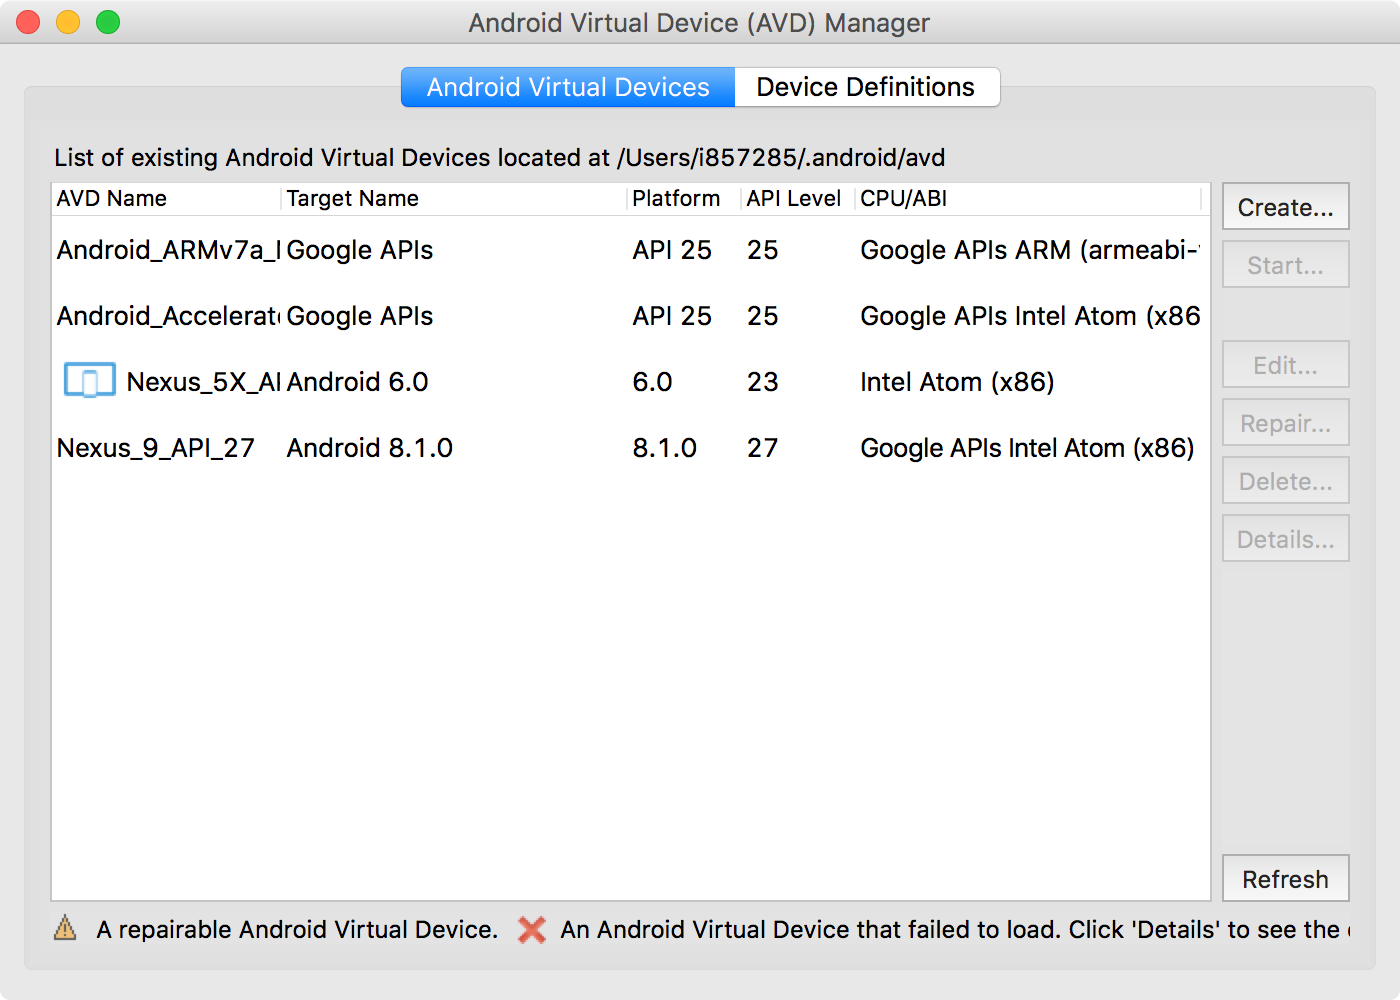 Android Virtual Device (AVD) Manager
Android Virtual Devices Device Definitions
List of existing Android Virtual Devices located at /Users/i857285/.android/avd
AVD Name Target Name Platform API Level CPU/ABI
Android_ARMv7a_ Google APIs API 25 25 Google APIs ARM (armeabi-
Android_Accelerat Google APIs API 25 25 Google APIs Intel Atom (x86
Nexus_5X_A Android 6.0 6.0 23 Intel Atom (x86)
Nexus_9_API_27 Android 8.1.0 8.1.0 27 Google APIs Intel Atom (x86)
Create...
Start...
Edit...
Repair...
Delete...
Details...
Refresh
A repairable Android Virtual Device. An Android Virtual Device that failed to load. Click 'Details' to see the